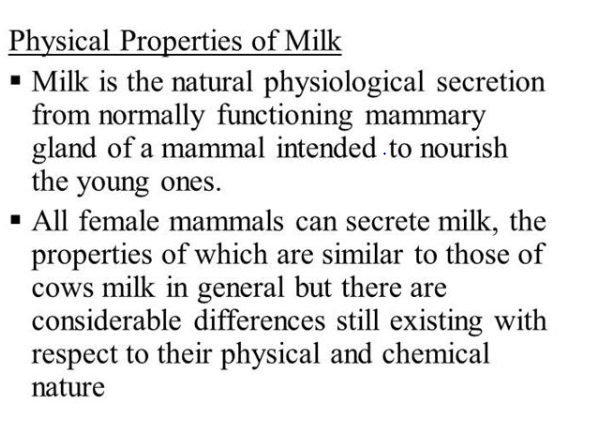 Physical Properties of Milk
▪ Milk is the natural physiological secretion
from normally functioning mammary
gland of a mammal intended to nourish
the young ones.
▪ All female mammals can secrete milk, the
properties of which are similar to those of
cows milk in general but there are
considerable differences still existing with
respect to their physical and chemical
nature